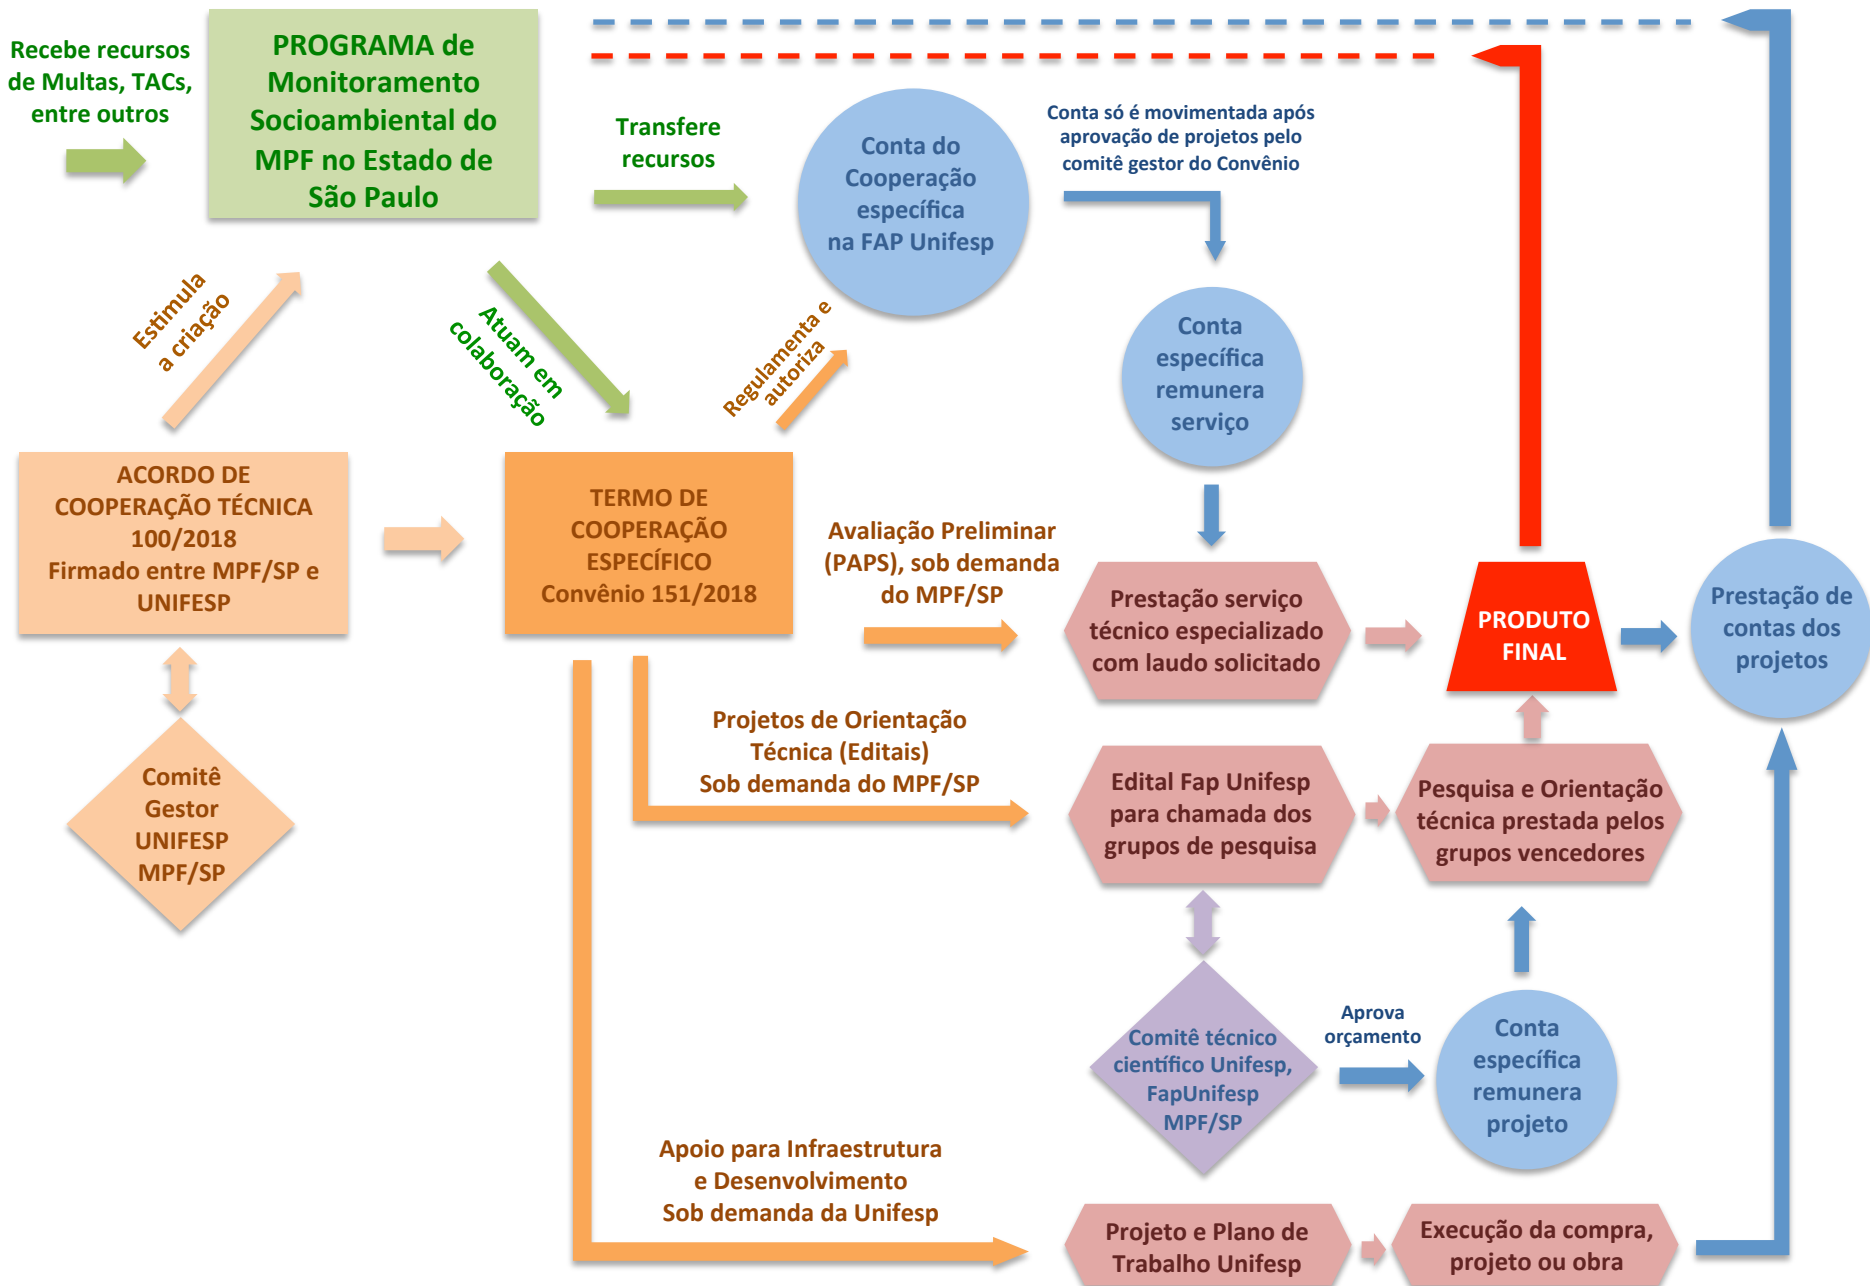 Recebe recursos
de Multas, TACs,
entre outros
PROGRAMA de
Monitoramento
Socioambiental do
MPF no Estado de
São Paulo
Transfere
recursos
Conta do
Cooperação
específica
na FAP Unifesp
Conta só é movimentada após
aprovação de projetos pelo
comitê gestor do Convênio
Estimula
a criação
Atuam em
colaboração
Regulamenta e
autoriza
Conta
específica
remunera
serviço
ACORDO DE
COOPERAÇÃO TÉCNICA
100/2018
Firmado entre MPF/SP e
UNIFESP
TERMO DE
COOPERAÇÃO
ESPECÍFICO
Convênio 151/2018
Avaliação Preliminar
(PAPS), sob demanda
do MPF/SP
Prestação serviço
técnico especializado
com laudo solicitado
PRODUTO
FINAL
Prestação de
contas dos
projetos
Comitê
Gestor
UNIFESP
MPF/SP
Projetos de Orientação
Técnica (Editais)
Sob demanda do MPF/SP
Edital Fap Unifesp
para chamada dos
grupos de pesquisa
Pesquisa e Orientação
técnica prestada pelos
grupos vencedores
Comitê técnico
científico Unifesp,
FapUnifesp
MPF/SP
Aprova
orçamento
Conta
específica
remunera
projeto
Apoio para Infraestrutura
e Desenvolvimento
Sob demanda da Unifesp
Projeto e Plano de
Trabalho Unifesp
Execução da compra,
projeto ou obra